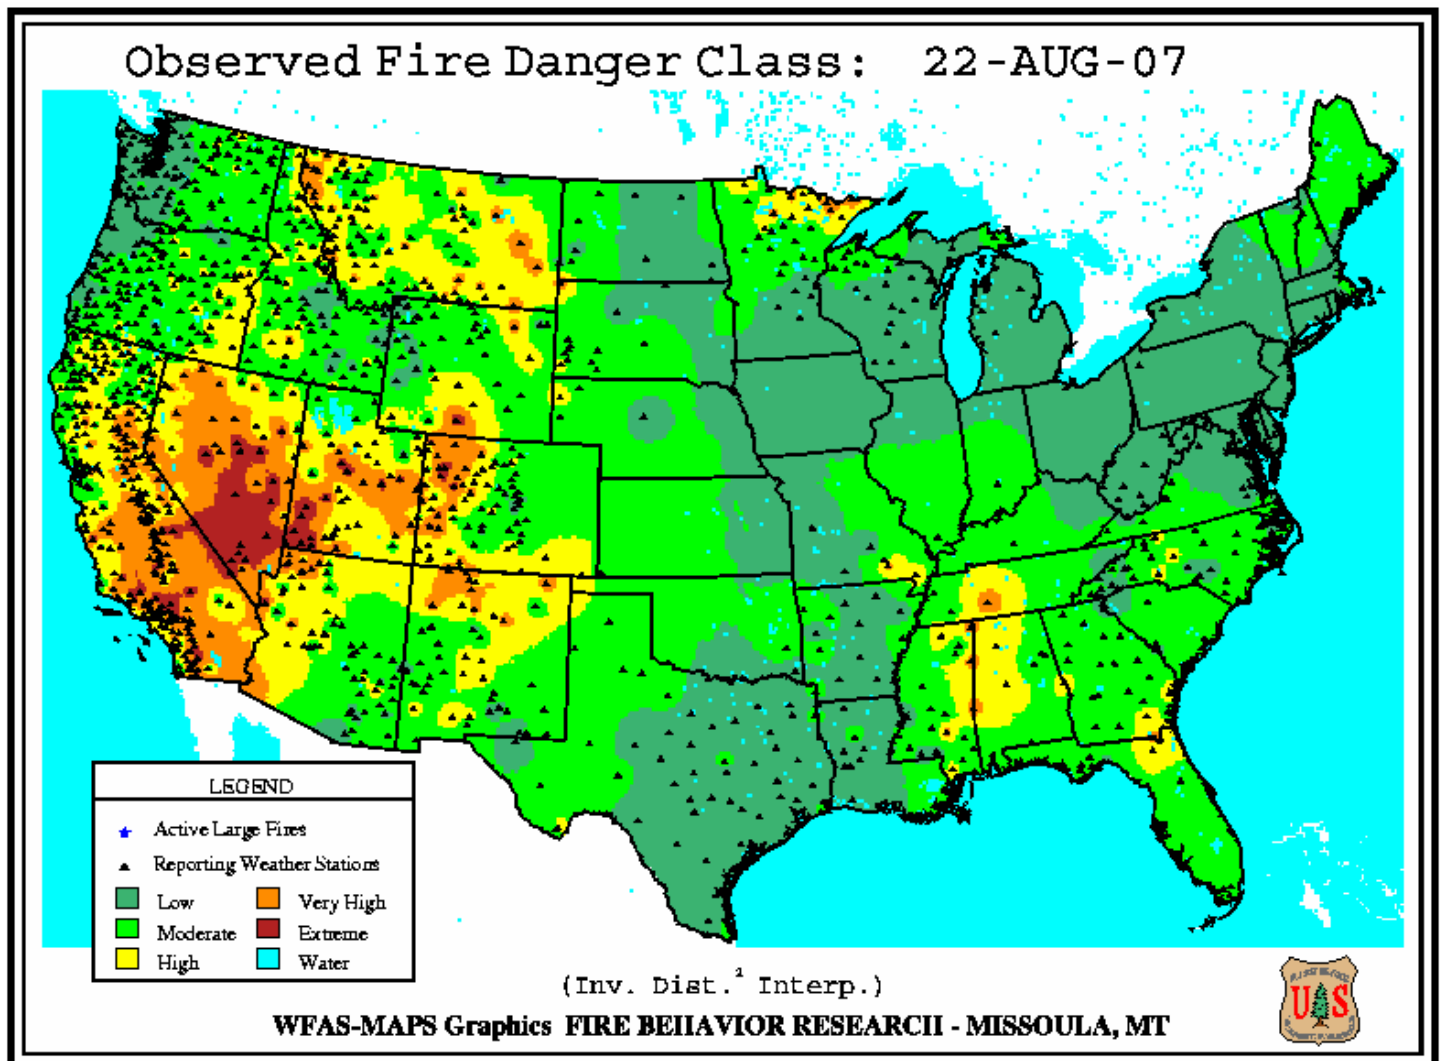 Observed Fire Danger Class: 22-AUG-07
LEGEND
Active Large Fires
Reporting Weather Stations
Low
Very High
Moderate
Extreme
High
Water
(Inv. Dist.² Interp.)
WFAS-MAPS Graphics FIRE BEHAVIOR RESEARCH - MISSOULA, MT
U S